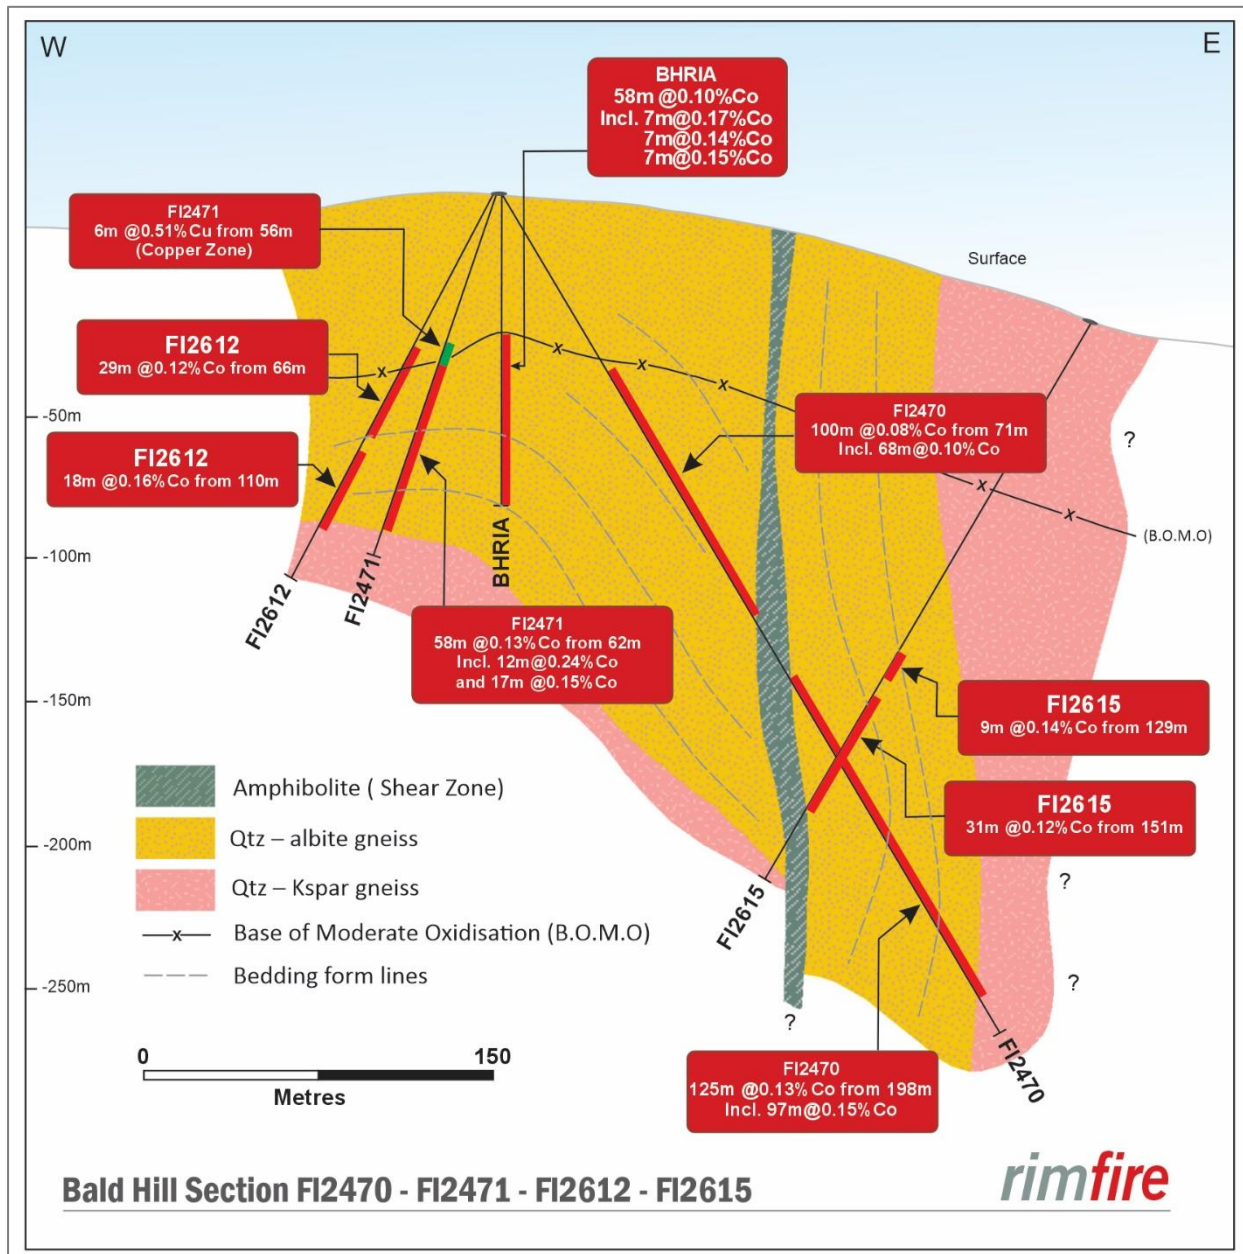 W
E
BHRIA
58m @0.10%Co
Incl. 7m@0.17%Co
7m@0.14%Co
7m@0.15%Co
FI2471
6m @0.51%Cu from 56m
(Copper Zone)
Surface
FI2612
29m @0.12%Co from 66m
x
x
x
x
FI2470
100m @0.08%Co from 71m
Incl. 68m@0.10%Co
-50m
?
FI2612
18m @0.16%Co from 110m
x
x
(B.O.M.O)
-100m
FI2612
FI2471
BHRIA
FI2471
58m @0.13%Co from 62m
Incl. 12m@0.24%Co
and 17m @0.15%Co
-150m
FI2615
9m @0.14%Co from 129m
Amphibolite ( Shear Zone)
FI2615
31m @0.12%Co from 151m
Qtz – albite gneiss
-200m
Qtz – Kspar gneiss
?
FI2615
x
Base of Moderate Oxidisation (B.O.M.O)
Bedding form lines
-250m
?
?
FI2470
0
150
Metres
FI2470
125m @0.13%Co from 198m
Incl. 97m@0.15%Co
Bald Hill Section FI2470 - FI2471 - FI2612 - FI2615
rimfire